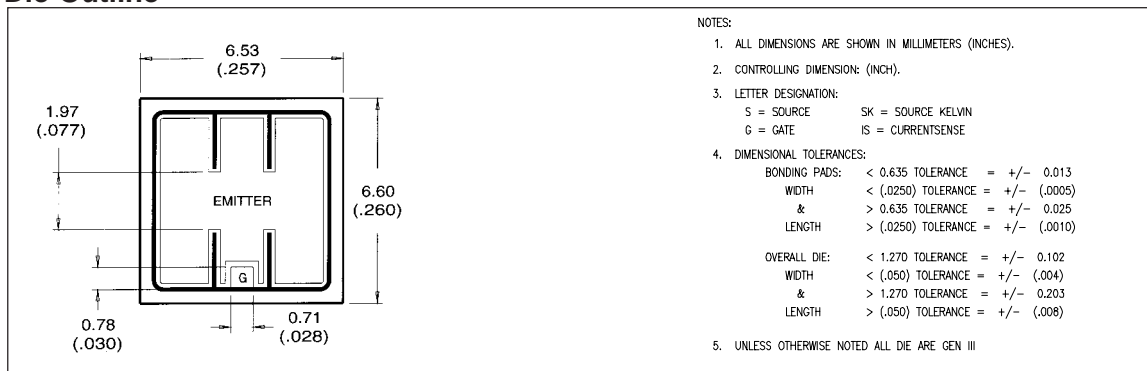 Die Outline
6.53
(.257)
1.97
(.077)
EMITTER
6.60
(.260)
G
0.78
(.030)
0.71
(.028)
NOTES:
1. ALL DIMENSIONS ARE SHOWN IN MILLIMETERS (INCHES).
2. CONTROLLING DIMENSION: (INCH).
3. LETTER DESIGNATION:
S = SOURCE SK = SOURCE KELVIN
G = GATE IS = CURRENTSENSE
4. DIMENSIONAL TOLERANCES:
BONDING PADS: < 0.635 TOLERANCE = +/- 0.013
WIDTH < (.0250) TOLERANCE = +/- (.0005)
& > 0.635 TOLERANCE = +/- 0.025
LENGTH > (.0250) TOLERANCE = +/- (.0010)
OVERALL DIE: < 1.270 TOLERANCE = +/- 0.102
WIDTH < (.050) TOLERANCE = +/- (.004)
& > 1.270 TOLERANCE = +/- 0.203
LENGTH > (.050) TOLERANCE = +/- (.008)
5. UNLESS OTHERWISE NOTED ALL DIE ARE GEN III